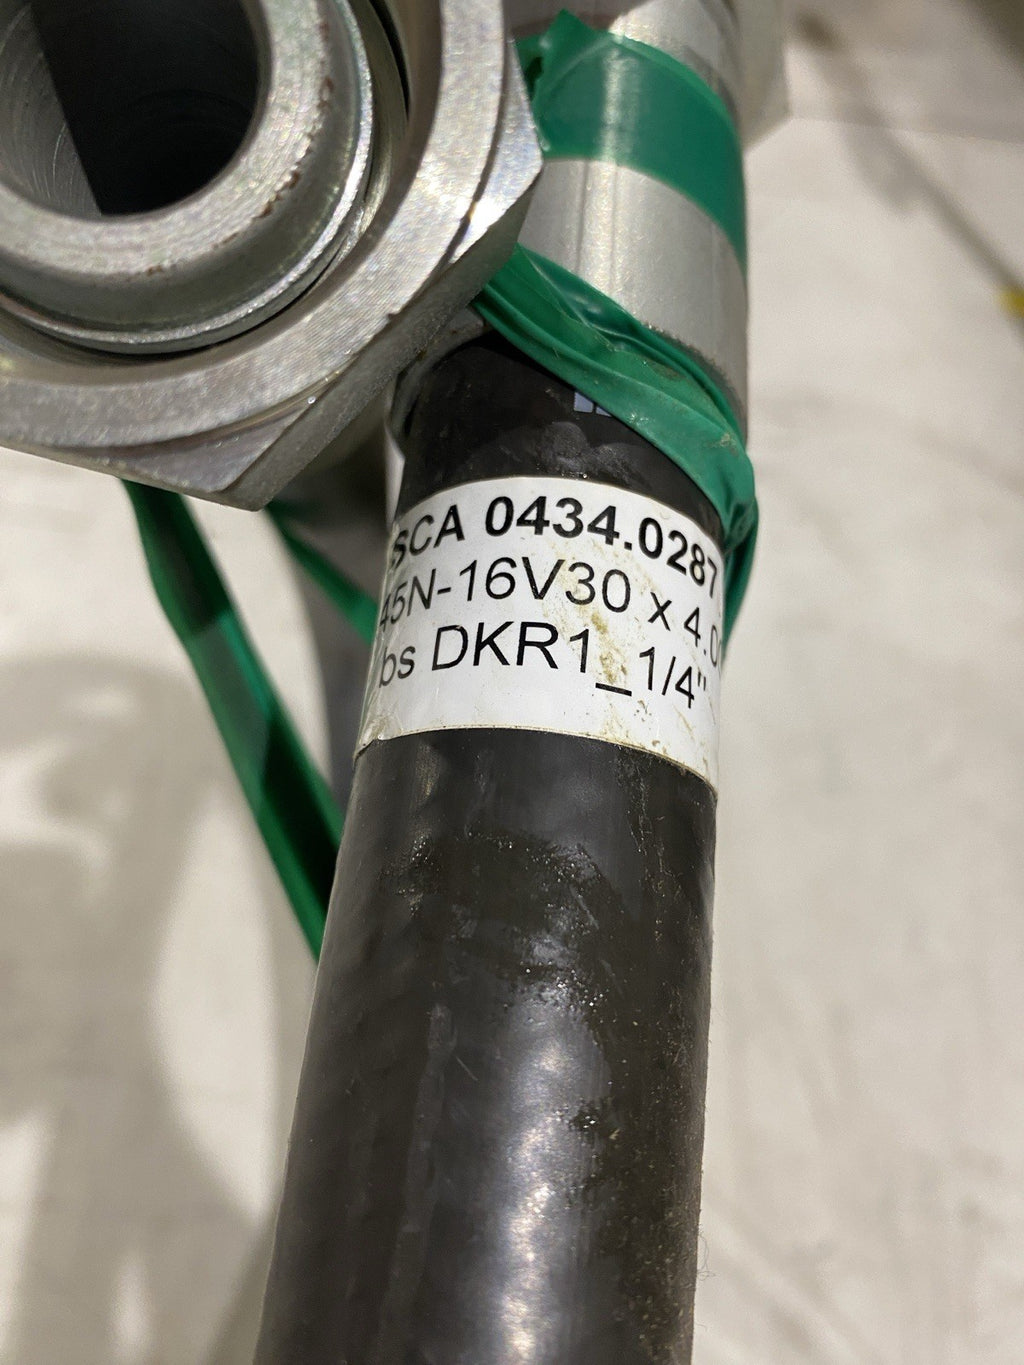 SCA 0434.0287
45N-16V30 x 4.0
bs DKR1_1/4"